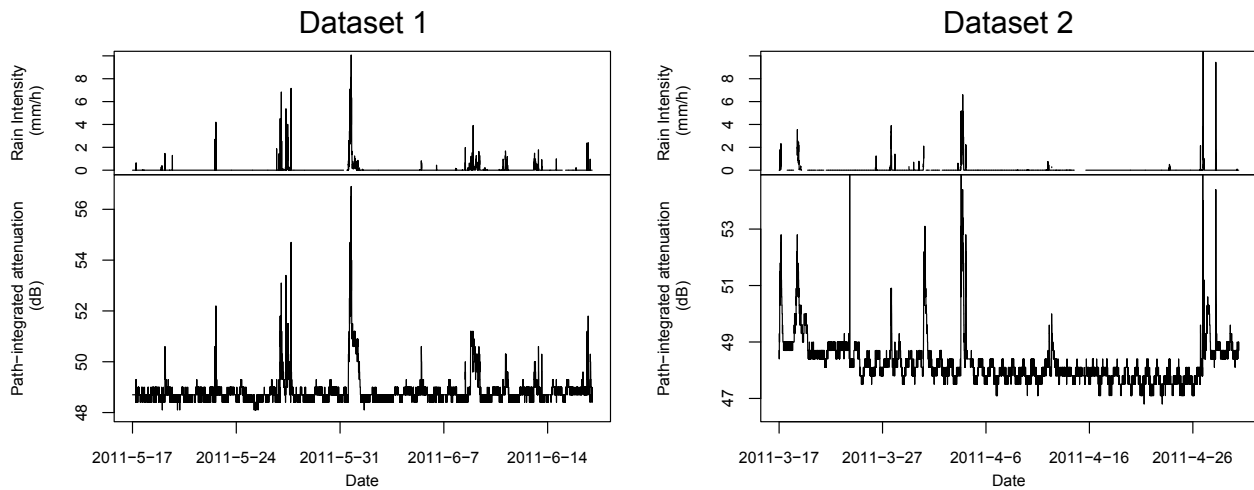 Dataset 1
Rain Intensity
(mm/h)
8
6
4
2
0
Path-integrated attenuation
(dB)
56
54
52
50
48
2011-5-17
2011-5-24
2011-5-31
2011-6-7
2011-6-14
Date
Dataset 2
Rain Intensity
(mm/h)
8
6
4
2
0
Path-integrated attenuation
(dB)
53
51
49
47
2011-3-17
2011-3-27
2011-4-6
2011-4-16
2011-4-26
Date